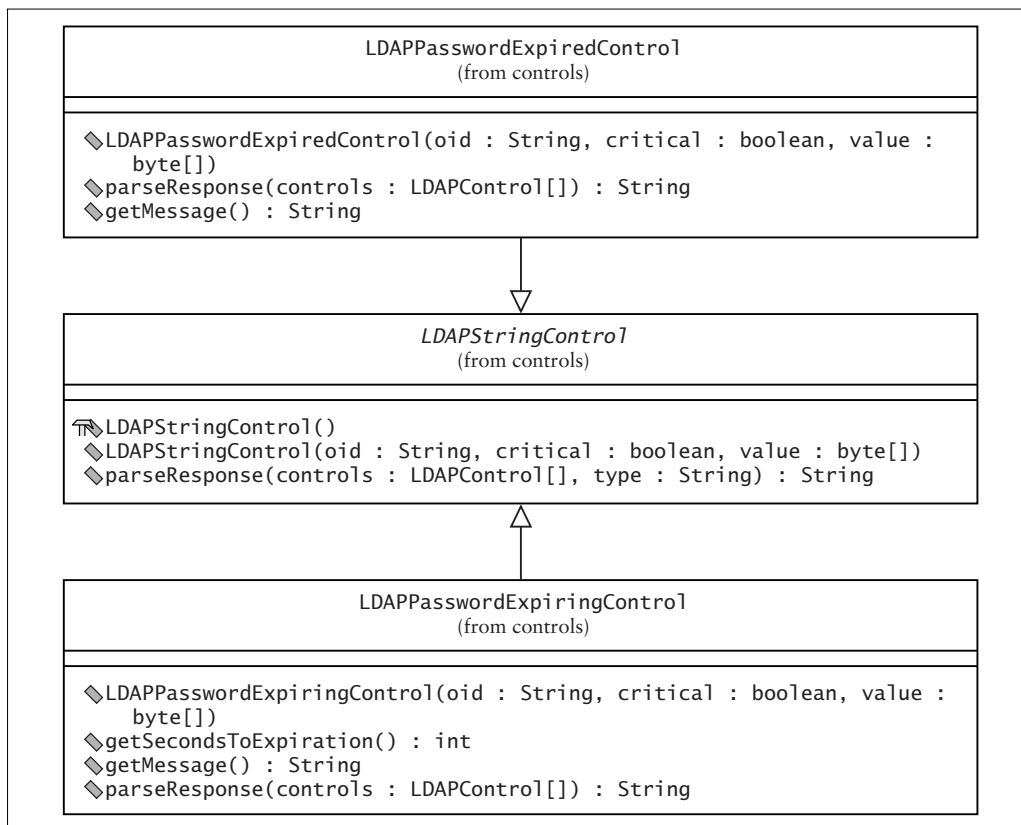 LDAPPasswordExpiredControl
(from controls)
LDAPPasswordExpiredControl(oid : String, critical : boolean, value :
byte[])
parseResponse(controls : LDAPControl[]) : String
getMessage() : String
LDAPStringControl
(from controls)
LDAPStringControl()
LDAPStringControl(oid : String, critical : boolean, value : byte[])
parseResponse(controls : LDAPControl[], type : String) : String
LDAPPasswordExpiringControl
(from controls)
LDAPPasswordExpiringControl(oid : String, critical : boolean, value :
byte[])
getSecondsToExpiration() : int
getMessage() : String
parseResponse(controls : LDAPControl[]) : String